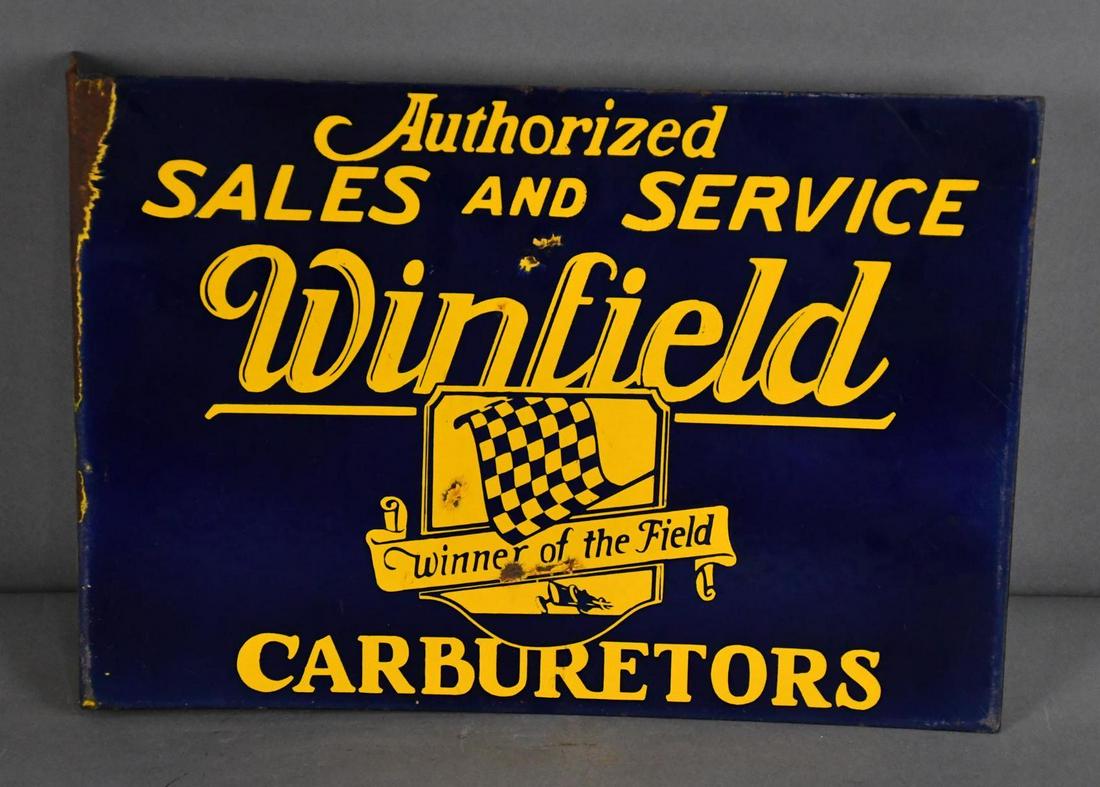 Authorized
SALES AND SERVICE
Winfield
Winner of the Field
CARBURETORS